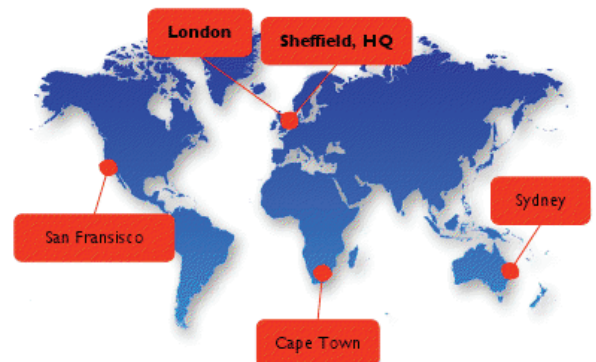 London
Sheffield, HQ
Sydney
San Fransisco
Cape Town